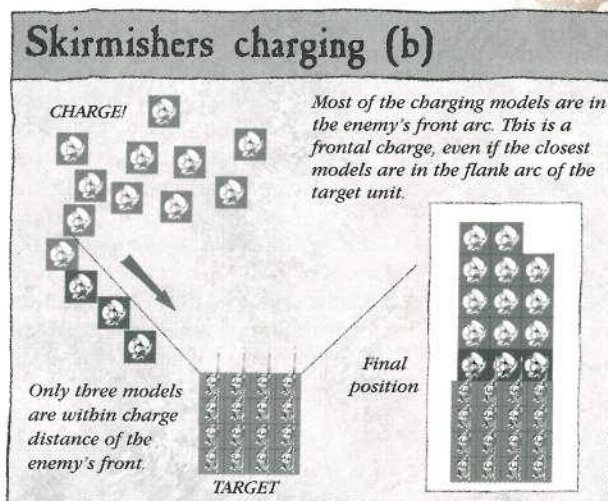 Skirmishers charging (b)
CHARGE!
Most of the charging models are in
the enemy's front arc. This is a
frontal charge, even if the closest
models are in the flank arc of the
target unit.
Only three models
are within charge
distance of the
enemy's front.
TARGET
Final
position